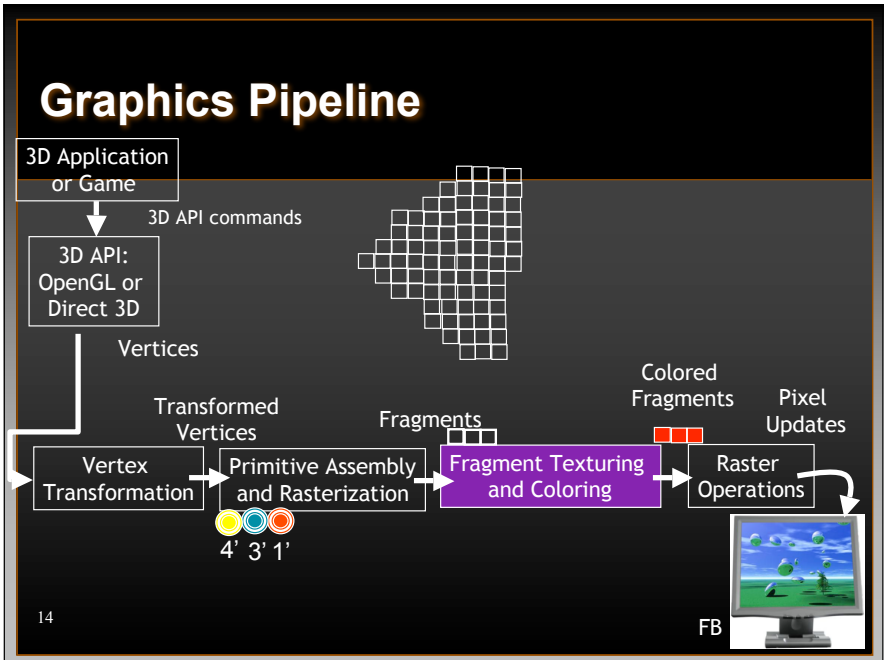 Graphics Pipeline
3D Application
or Game
3D API commands
3D API:
OpenGL or
Direct 3D
Vertices
Transformed
Vertices
Fragments
Colored
Fragments
Pixel
Updates
Vertex
Transformation
Primitive Assembly
and Rasterization
Fragment Texturing
and Coloring
Raster
Operations
4’ 3’ 1’
14
FB